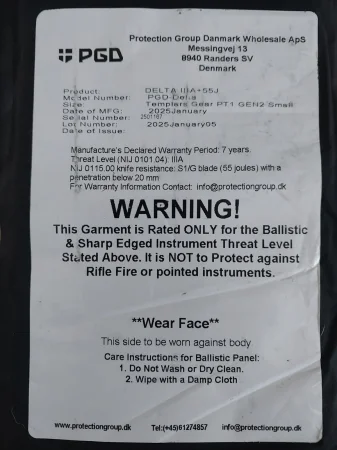 Protection Group Danmark Wholesale ApS
Messingvej 13
8940 Randers SV
Denmark
PGD
Product: DELTA IIIA+55J
Model Number: PGD-Delta
Size Templars Gear PT1 GEN2 Small
Date of MFG: 2025January
Serial Number: 2501167
Lot Number: 2025January05
Date of Issue:
Manufacture's Declared Warranty Period: 7 years.
Threat Level (NIJ 0101.04): IIIA
NIJ 0115.00 knife resistance: S1/G blade (55 joules) with a
penetration below 20 mm
For Warranty Information Contact: info@protectiongroup.dk
WARNING!
This Garment is Rated ONLY for the Ballistic
& Sharp Edged Instrument Threat Level
Stated Above. It is NOT to Protect against
Rifle Fire or pointed instruments.
**Wear Face**
This side to be worn against body.
Care Instructions for Ballistic Panel:
1. Do Not Wash or Dry Clean.
2. Wipe with a Damp Cloth
www.protectiongroup.dk Tel:(+45)61274857 info@protectiongroup.dk